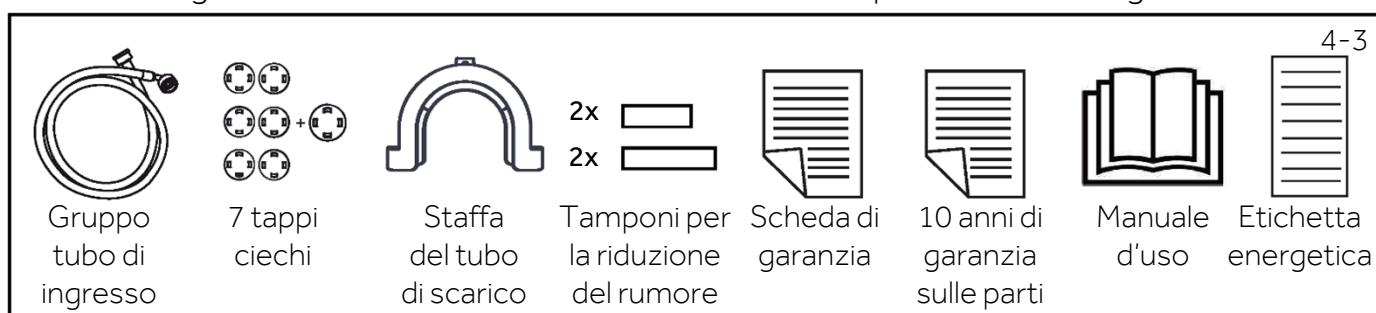 4-3
+
2x
2x
Gruppo
tubo di
ingresso
7 tappi
ciechi
Staffa
del tubo
di scarico
Tamponi per
la riduzione
del rumore
Scheda di
garanzia
10 anni di
garanzia
sulle parti
Manuale
d'uso
Etichetta
energetica